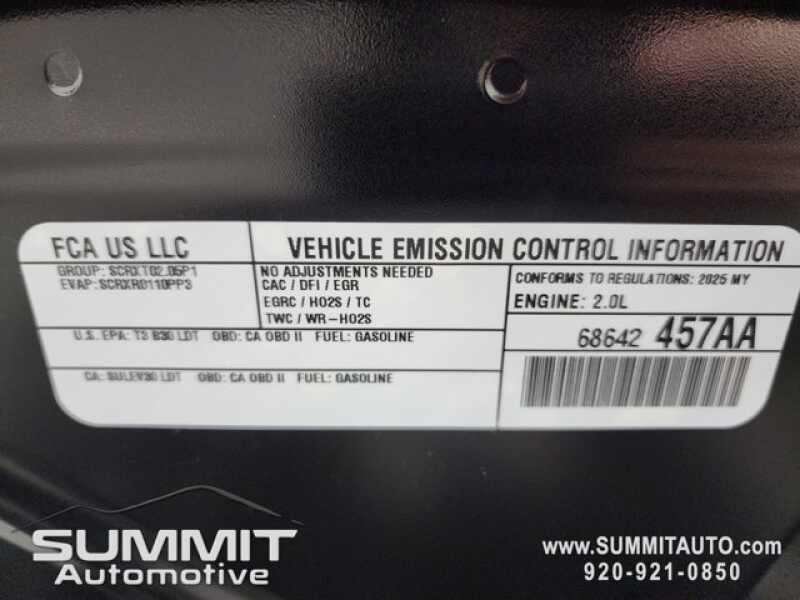 FCA US LLC
VEHICLE EMISSION CONTROL INFORMATION
GROUP: SCRXT02.05P1
EVAP: SCRXR0110PP3
NO ADJUSTMENTS NEEDED
CAC / DFI / EGR
EGRC / HO2S / TC
TWC / WR-HO2S
CONFORMS TO REGULATIONS: 2025 MY
ENGINE: 2.0L
U.S. EPA: T3 B30 LDT OBD: CA OBD II FUEL: GASOLINE
68642 457AA
CA: SULEV30 LDT OBD: CA OBD II FUEL: GASOLINE
SUMMIT
Automotive
www.SUMMITAUTO.com
920-921-0850